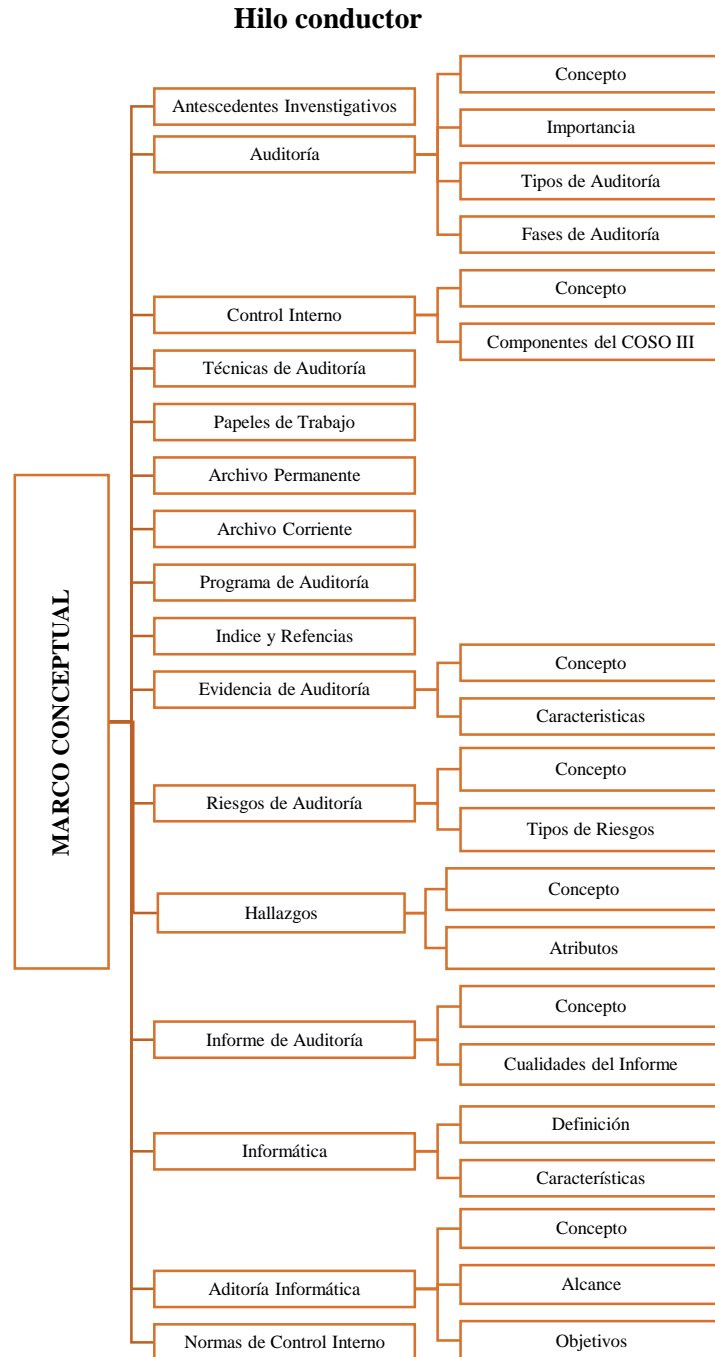 Hilo conductor
MARCO CONCEPTUAL
Antescedentes Invenstigativos
Auditoría
Concepto
Importancia
Tipos de Auditoría
Fases de Auditoría
Control Interno
Concepto
Componentes del COSO III
Técnicas de Auditoría
Papeles de Trabajo
Archivo Permanente
Archivo Corriente
Programa de Auditoría
Indice y Refencias
Evidencia de Auditoría
Concepto
Caracteristicas
Riesgos de Auditoría
Concepto
Tipos de Riesgos
Hallazgos
Concepto
Atributos
Informe de Auditoría
Concepto
Cualidades del Informe
Informática
Definición
Característícas
Aditoría Informática
Concepto
Alcance
Objetivos
Normas de Control Interno